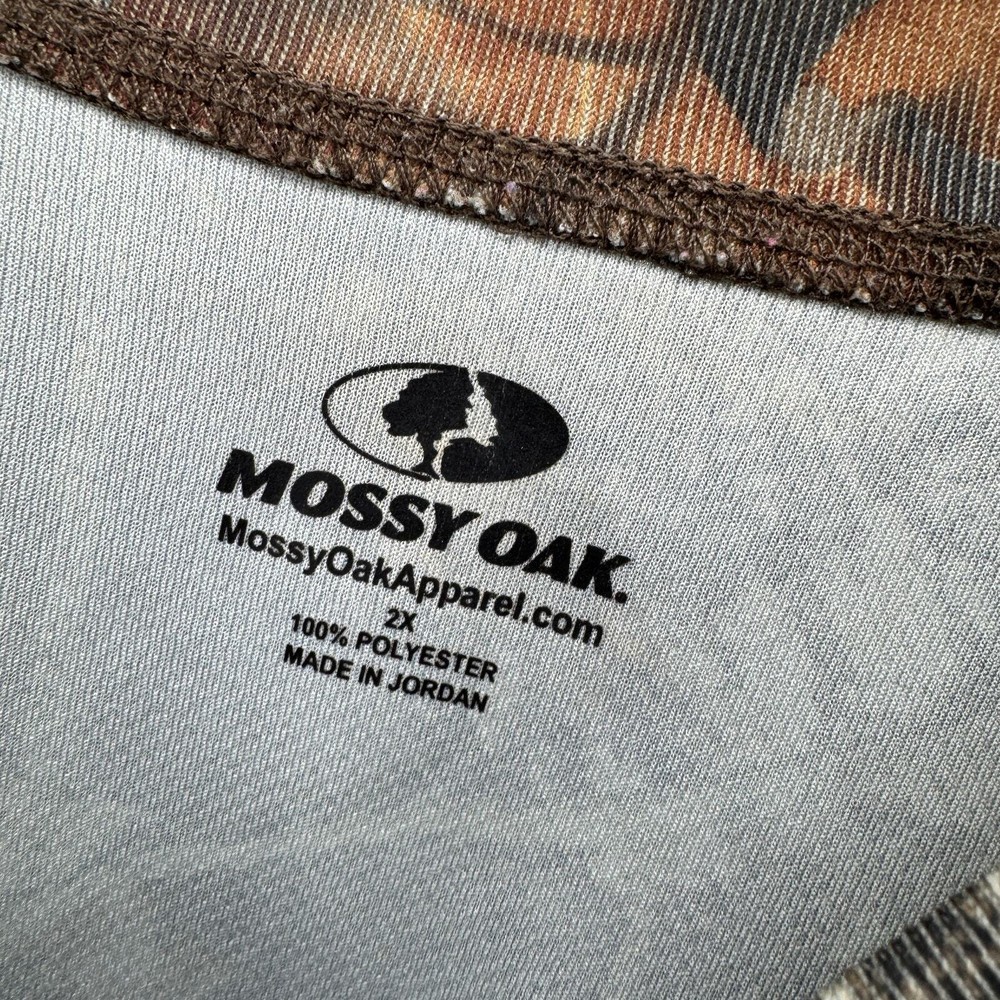 MOSSY OAK.
MossyOakApparel.com
2X
100% POLYESTER
MADE IN JORDAN